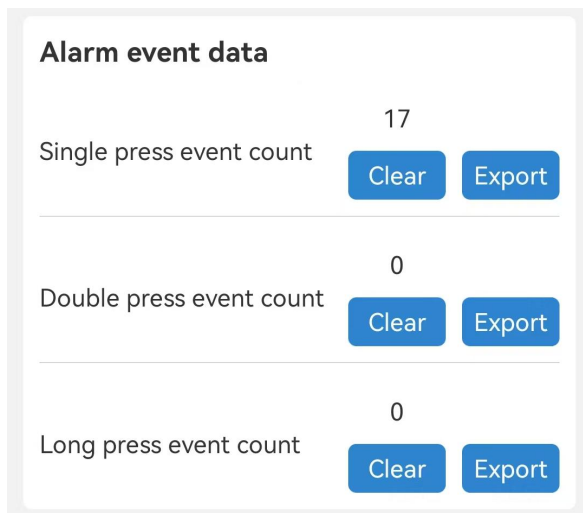 Alarm event data
17
Single press event count
Clear Export
0
Double press event count
Clear Export
0
Long press event count
Clear Export